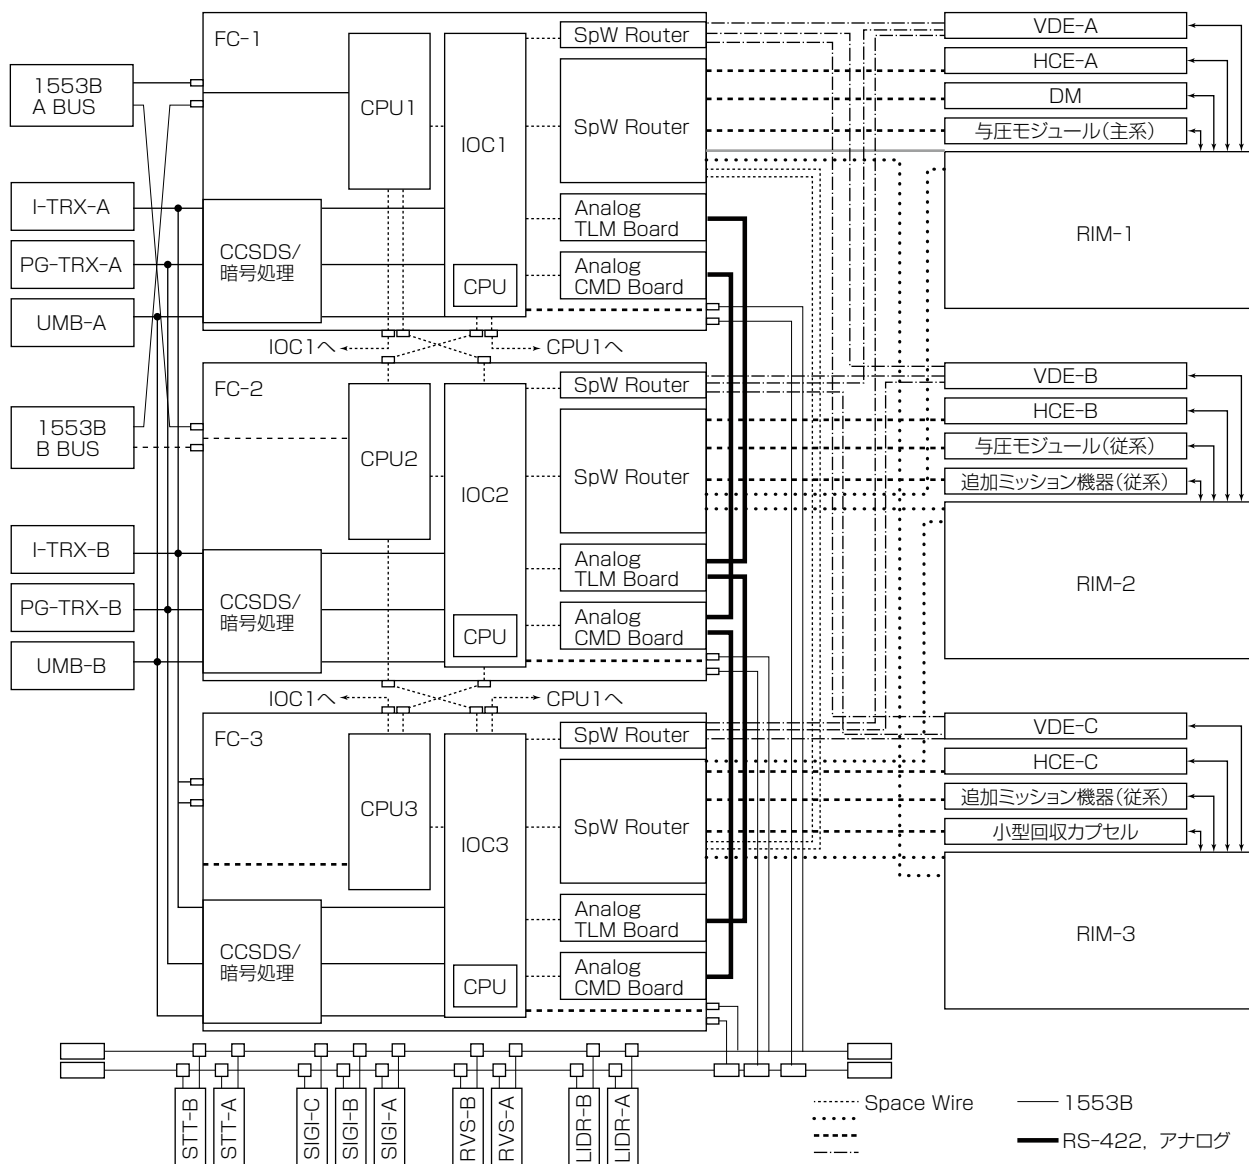 FC-1
CPU1
IOC1
CPU
SpW Router
SpW Router
Analog
TLM Board
Analog
CMD Board
CCSDS/
暗号処理
1553B
A BUS
I-TRX-A
PG-TRX-A
UMB-A
IOC1へ
CPU1へ
VDE-A
HCE-A
DM
与圧モジュール(主系)
RIM-1
FC-2
CPU2
IOC2
CPU
SpW Router
SpW Router
Analog
TLM Board
Analog
CMD Board
CCSDS/
暗号処理
1553B
B BUS
I-TRX-B
PG-TRX-B
UMB-B
IOC1へ
CPU1へ
VDE-B
HCE-B
与圧モジュール(従系)
追加ミッション機器(従系)
RIM-2
FC-3
CPU3
IOC3
CPU
SpW Router
SpW Router
Analog
TLM Board
Analog
CMD Board
CCSDS/
暗号処理
VDE-C
HCE-C
追加ミッション機器(従系)
小型回収カプセル
RIM-3
STT-B
STT-A
SIGI-C
SIGI-B
SIGI-A
RVS-B
RVS-A
LIDR-B
LIDR-A
Space Wire
1553B
RS-422, アナログ